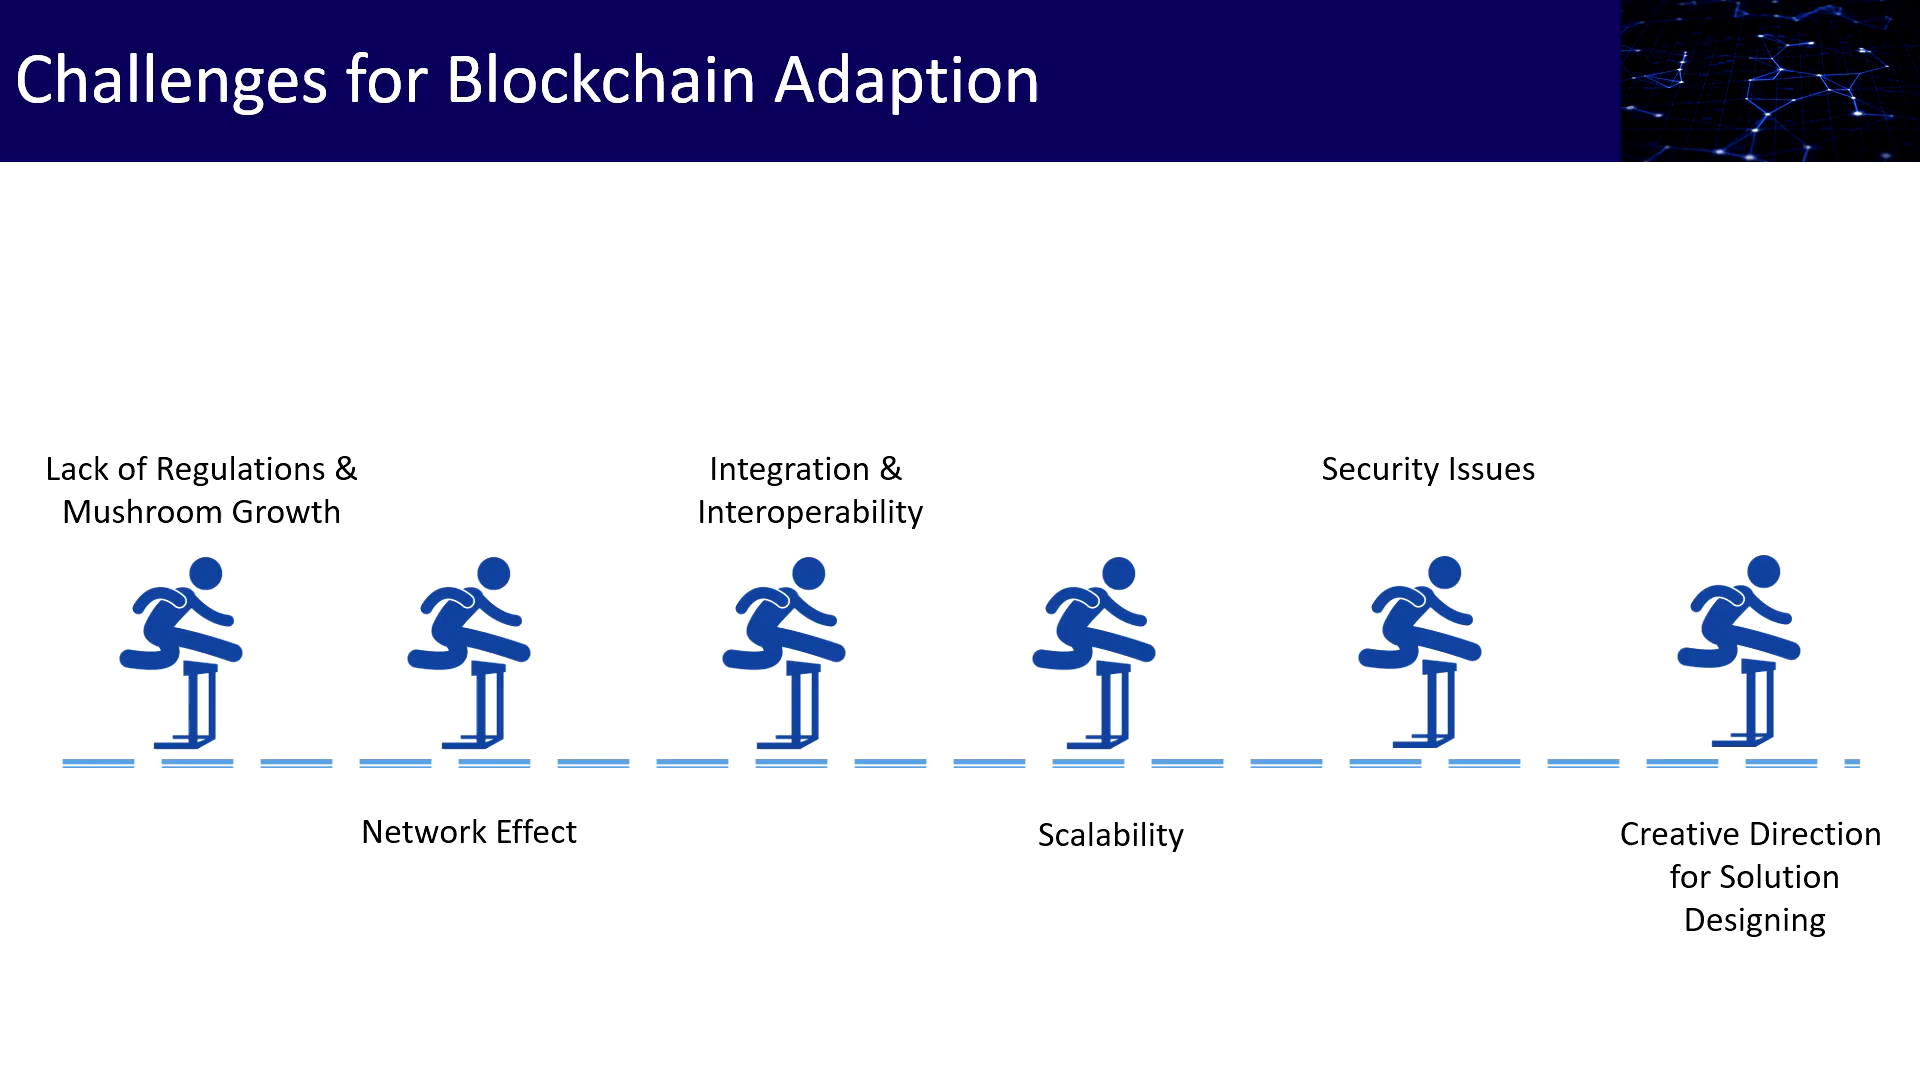 Challenges for Blockchain Adaption
Lack of Regulations &
Mushroom Growth
Network Effect
Integration &
Interoperability
Scalability
Security Issues
Creative Direction
for Solution
Designing